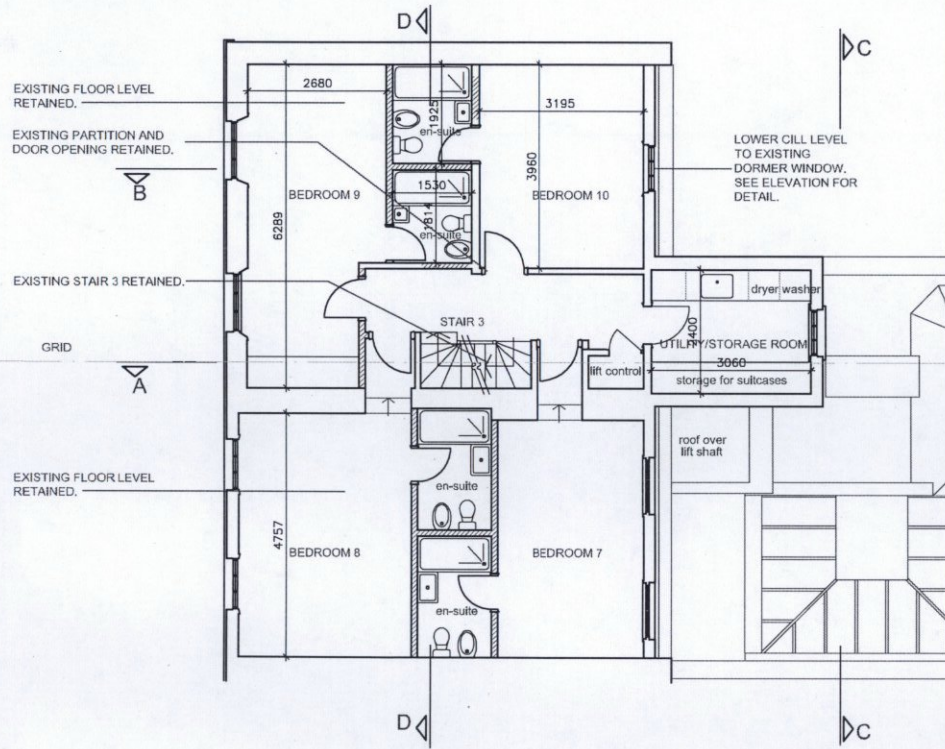 D
C
EXISTING FLOOR LEVEL
RETAINED.
2680
1925
en-suite
3195
EXISTING PARTITION AND
DOOR OPENING RETAINED.
LOWER CILL LEVEL
TO EXISTING
DORMER WINDOW.
SEE ELEVATION FOR
DETAIL.
B
BEDROOM 9
1530
3960
BEDROOM 10
6289
1814
en-suite
EXISTING STAIR 3 RETAINED.
dryer washer
STAIR 3
2400
GRID
UTILITY/STORAGE ROOM
A
lift control
3060
storage for suitcases
roof over
lift shaft
EXISTING FLOOR LEVEL
RETAINED.
en-suite
4757
BEDROOM 8
BEDROOM 7
en-suite
D
C